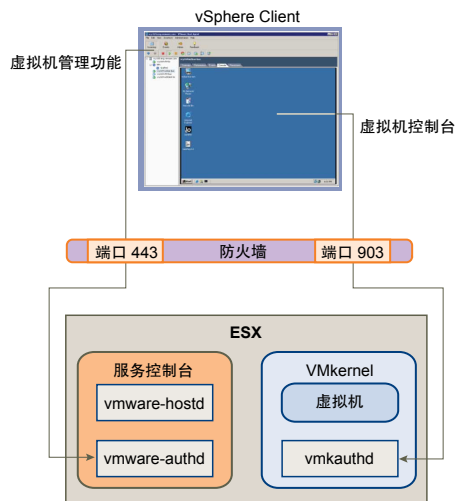 vSphere Client
虚拟机管理功能
虚拟机控制台
端口 443
防火墙
端口 903
ESX
服务控制台
VMkernel
vmware-hostd
虚拟机
vmware-authd
vmkauthd